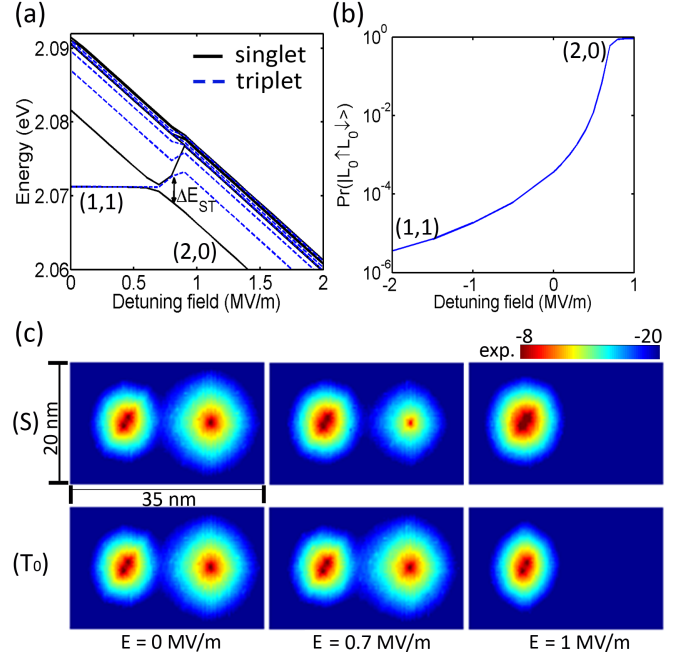 (a)
2.09
2.08
2.07
2.06
Energy (eV)
singlet
triplet
(1,1)
ΔE_ST
(2,0)
0 0.5 1 1.5 2
Detuning field (MV/m)
(b)
10^0
10^-2
10^-4
10^-6
Pr(|L_0↑L_0↓>)
(2,0)
(1,1)
-2 -1 0 1
Detuning field (MV/m)
(c)
exp. -8 -20
(S)
20 nm
35 nm
(T_0)
E = 0 MV/m E = 0.7 MV/m E = 1 MV/m